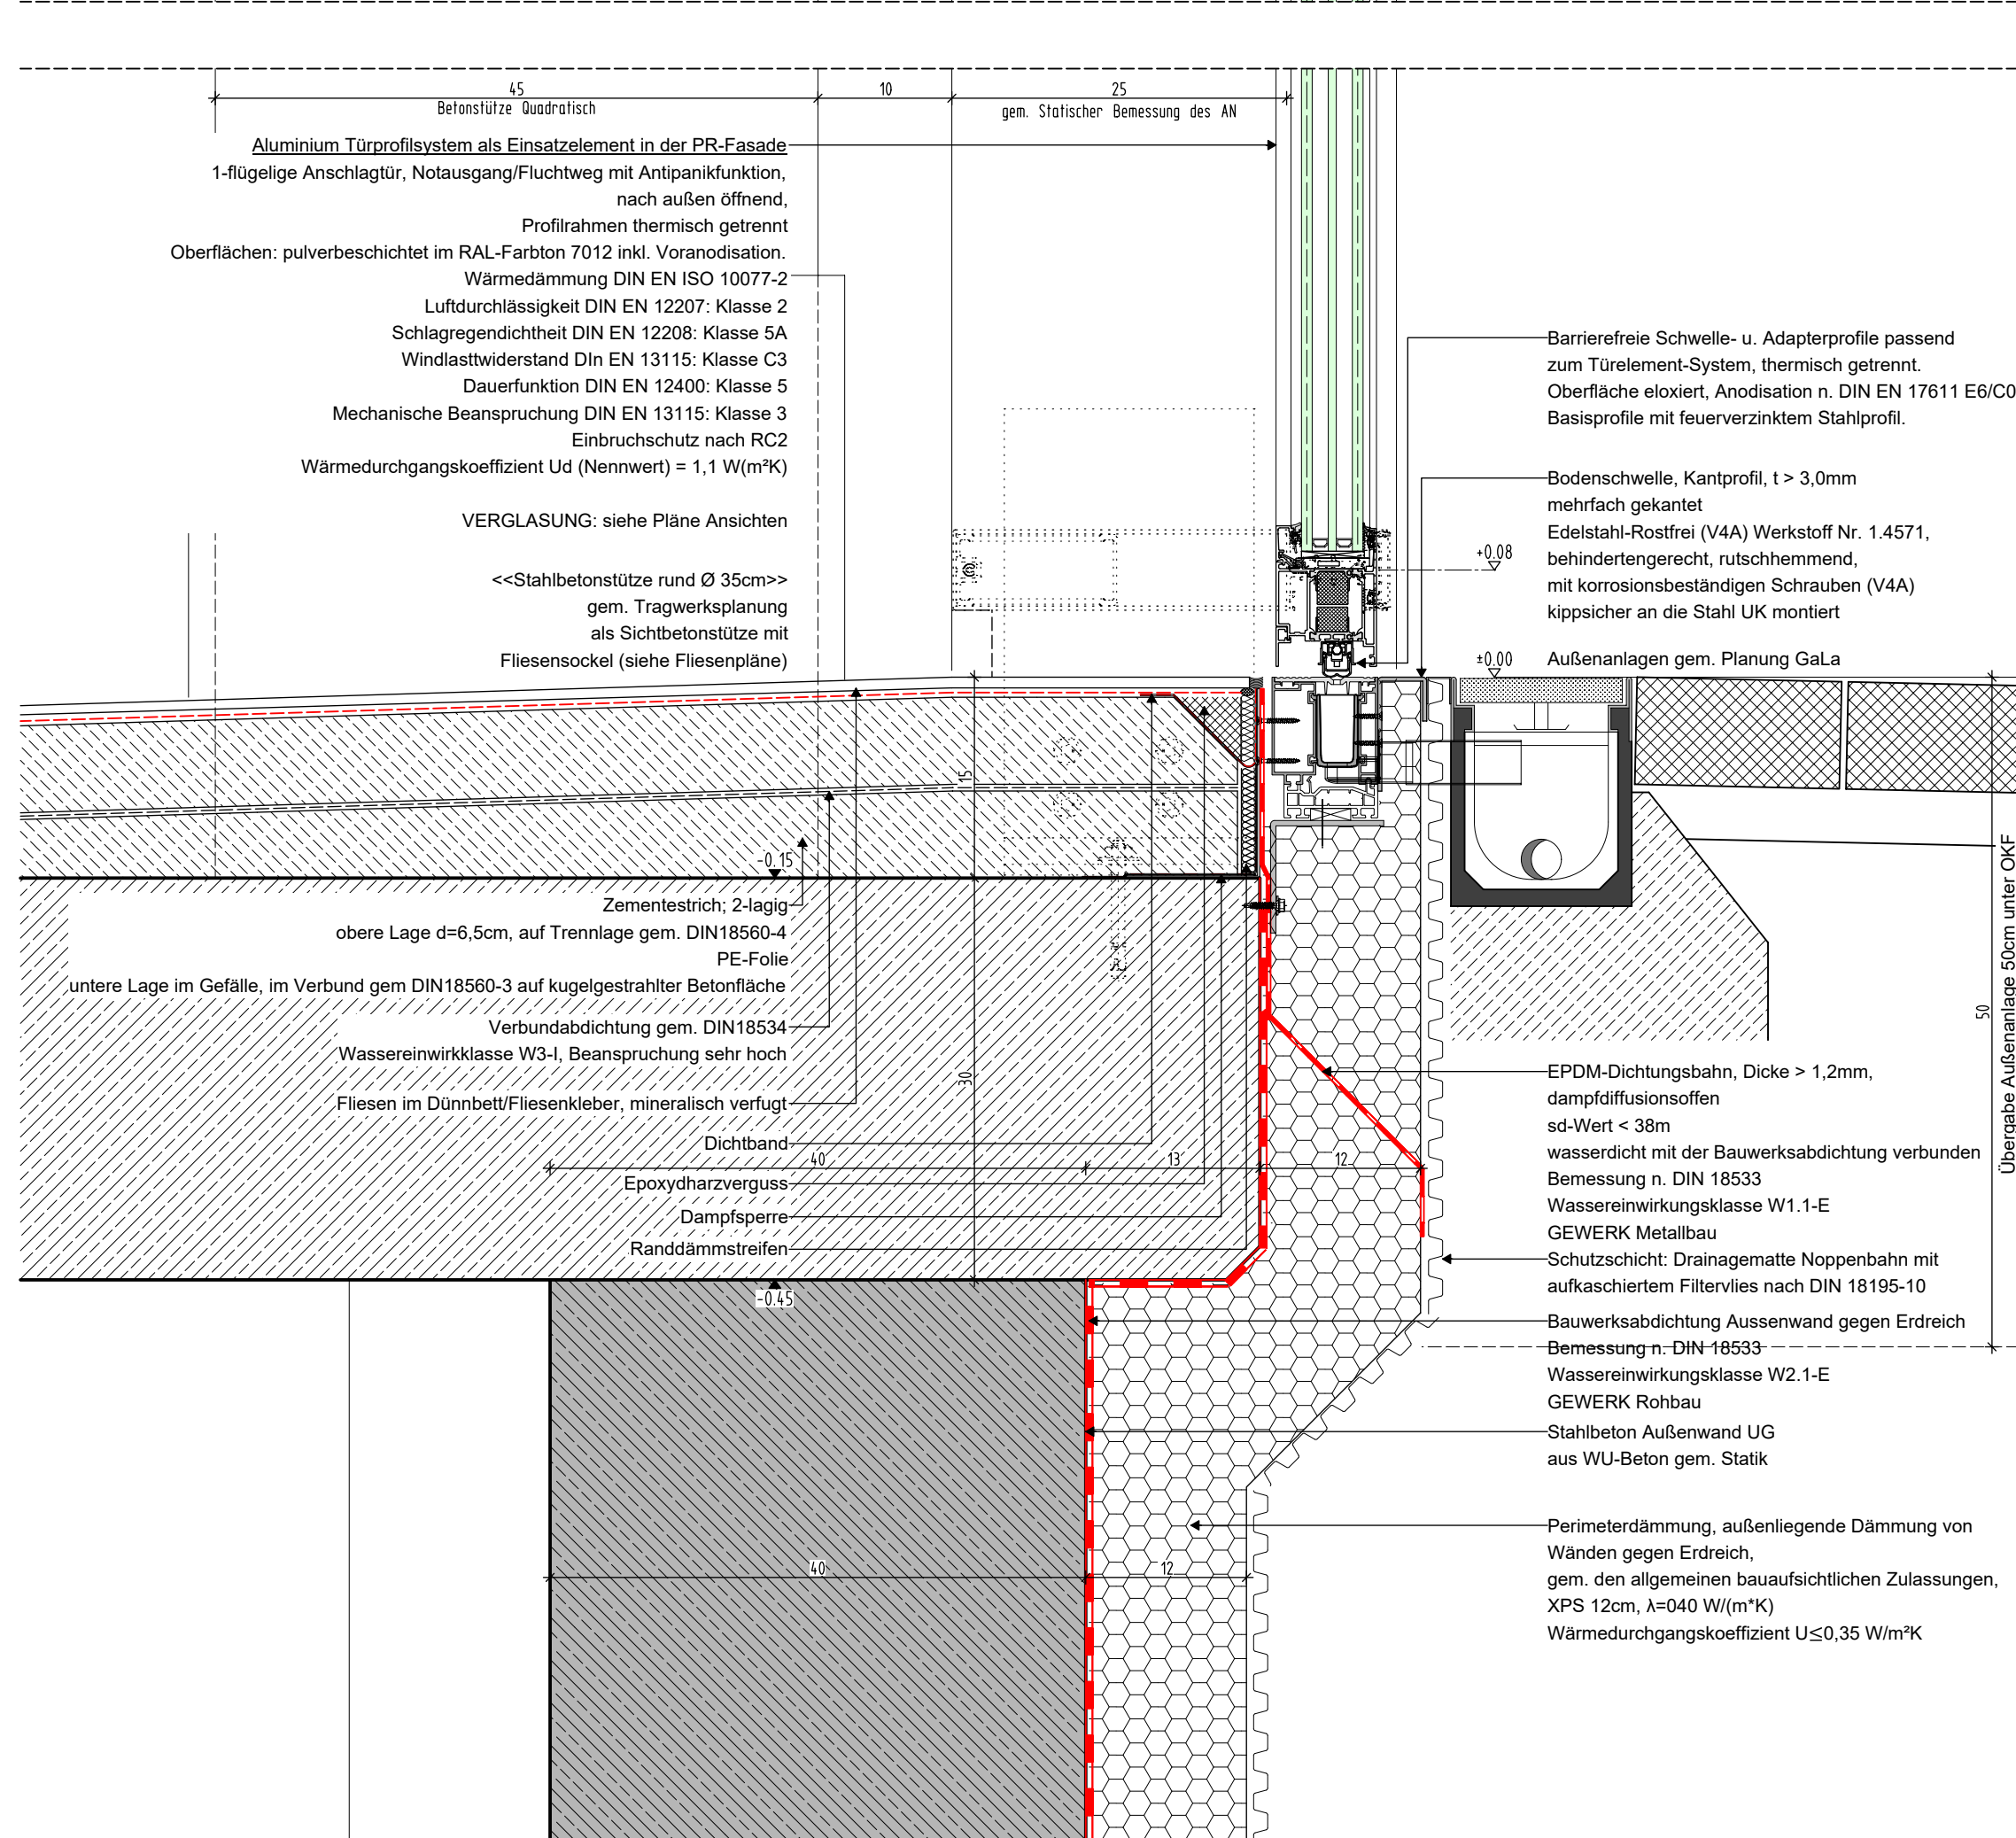 45
10
25
Betonstütze Quadratisch
gem. Statischer Bemessung des AN
Aluminium Türprofilsystem als Einsatzelement in der PR-Fasade
1-flügelige Anschlagtür, Notausgang/Fluchtweg mit Antipanikfunktion,
nach außen öffnend,
Profilrahmen thermisch getrennt
Oberflächen: pulverbeschichtet im RAL-Farbton 7012 inkl. Voranodisation.
Wärmedämmung DIN EN ISO 10077-2
Luftdurchlässigkeit DIN EN 12207: Klasse 2
Schlagregendichtheit DIN EN 12208: Klasse 5A
Windlasttwiderstand DIn EN 13115: Klasse C3
Dauerfunktion DIN EN 12400: Klasse 5
Mechanische Beanspruchung DIN EN 13115: Klasse 3
Einbruchschutz nach RC2
Wärmedurchgangskoeffizient Ud (Nennwert) = 1,1 W(m²K)
VERGLASUNG: siehe Pläne Ansichten
<<Stahlbetonstütze rund Ø 35cm>>
gem. Tragwerksplanung
als Sichtbetonstütze mit
Fliesensockel (siehe Fliesenpläne)
Barrierefreie Schwelle- u. Adapterprofile passend
zum Türelement-System, thermisch getrennt.
Oberfläche eloxiert, Anodisation n. DIN EN 17611 E6/C0
Basisprofile mit feuerverzinktem Stahlprofil.
Bodenschwelle, Kantprofil, t > 3,0mm
mehrfach gekantet
Edelstahl-Rostfrei (V4A) Werkstoff Nr. 1.4571,
behindertengerecht, rutschhemmend,
mit korrosionsbeständigen Schrauben (V4A)
kippsicher an die Stahl UK montiert
+0.08
±0.00
Außenanlagen gem. Planung GaLa
15
-0.15
Zementestrich; 2-lagig
obere Lage d=6,5cm, auf Trennlage gem. DIN18560-4
PE-Folie
untere Lage im Gefälle, im Verbund gem DIN18560-3 auf kugelgestrahlter Betonfläche
Verbundabdichtung gem. DIN18534
Wassereinwirkklasse W3-I, Beanspruchung sehr hoch
Fliesen im Dünnbett/Fliesenkleber, mineralisch verfugt
Dichtband
Epoxydharzverguss
Dampfsperre
Randdämmstreifen
30
40
13
12
-0.45
50
Übergabe Außenanlage 50cm unter OKF
EPDM-Dichtungsbahn, Dicke > 1,2mm,
dampfdiffusionsoffen
sd-Wert < 38m
wasserdicht mit der Bauwerksabdichtung verbunden
Bemessung n. DIN 18533
Wassereinwirkungsklasse W1.1-E
GEWERK Metallbau
Schutzschicht: Drainagematte Noppenbahn mit
aufkaschiertem Filtervlies nach DIN 18195-10
Bauwerksabdichtung Aussenwand gegen Erdreich
Bemessung n. DIN 18533
Wassereinwirkungsklasse W2.1-E
GEWERK Rohbau
Stahlbeton Außenwand UG
aus WU-Beton gem. Statik
40
12
Perimeterdämmung, außenliegende Dämmung von
Wänden gegen Erdreich,
gem. den allgemeinen bauaufsichtlichen Zulassungen,
XPS 12cm, λ=040 W/(m*K)
Wärmedurchgangskoeffizient U≤0,35 W/m²K